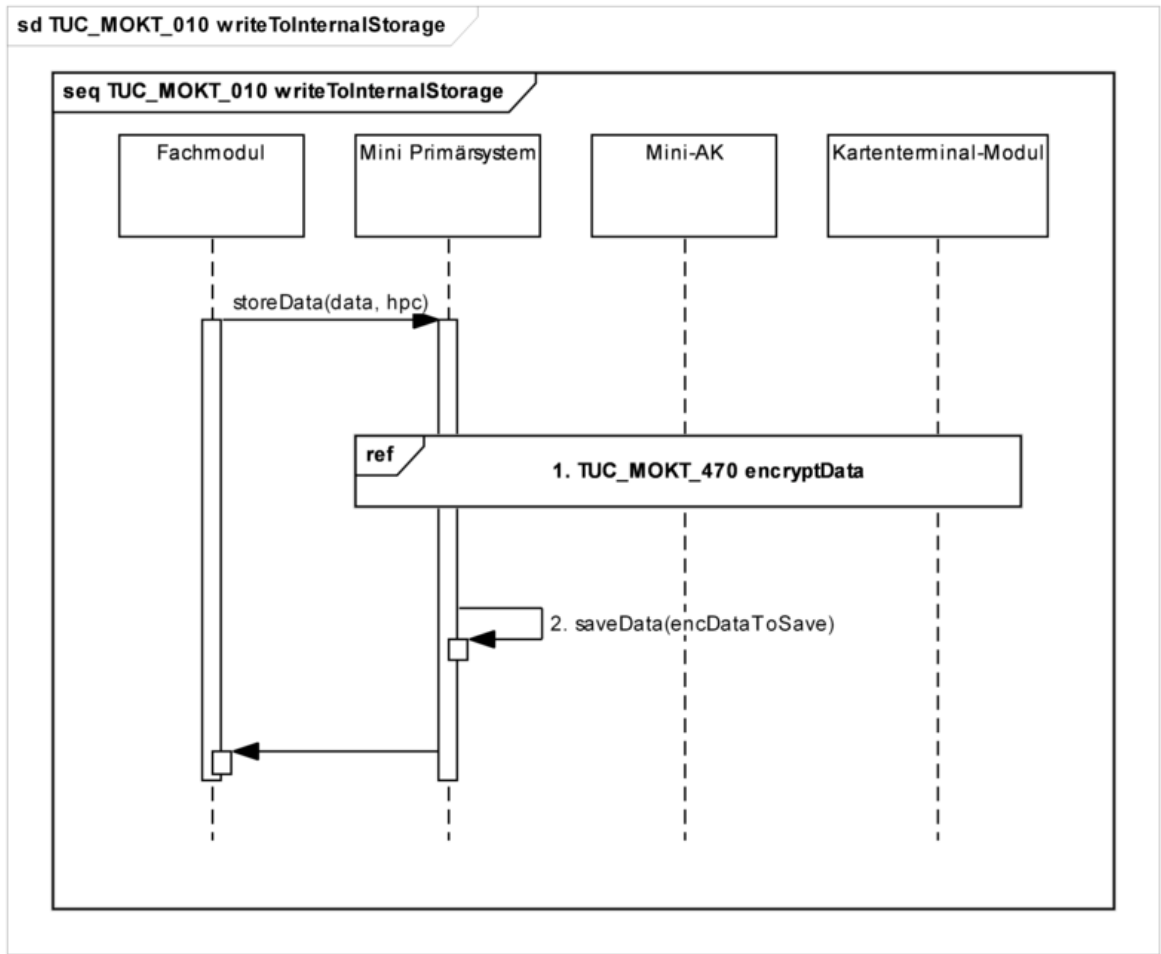 sd TUC_MOKT_010 writeToInternalStorage
seq TUC_MOKT_010 writeToInternalStorage
Fachmodul
Mini Primärsystem
Mini-AK
Kartenterminal-Modul
storeData(data, hpc)
ref
1. TUC_MOKT_470 encryptData
2. saveData(encDataToSave)